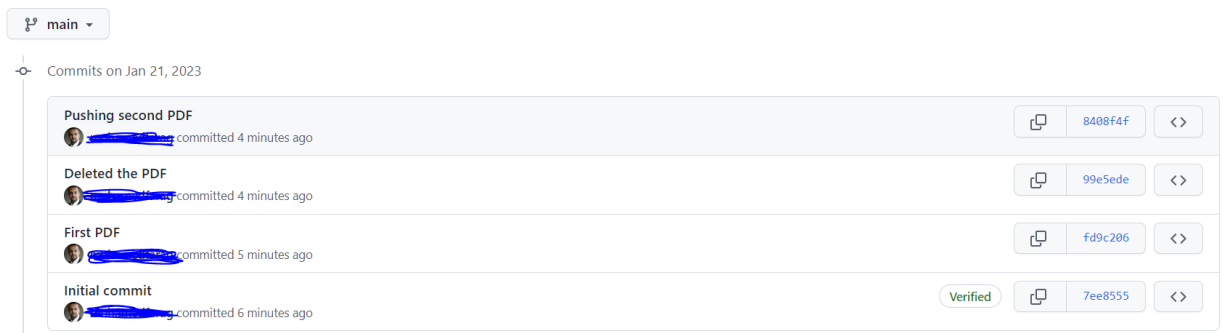 main
Commits on Jan 21, 2023
Pushing second PDF
committed 4 minutes ago
8408f4f
Deleted the PDF
committed 4 minutes ago
99e5ede
First PDF
committed 5 minutes ago
fd9c206
Initial commit
committed 6 minutes ago
Verified
7ee8555